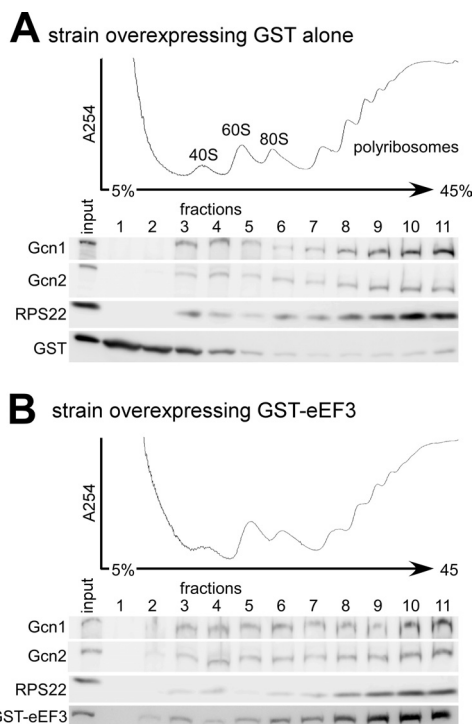 A strain overexpressing GST alone
A254
40S
60S
80S
polyribosomes
5%
45%
fractions
input 1 2 3 4 5 6 7 8 9 10 11
Gcn1
Gcn2
RPS22
GST
B strain overexpressing GST-eEF3
A254
5%
45
fractions
input 1 2 3 4 5 6 7 8 9 10 11
Gcn1
Gcn2
RPS22
GST-eEF3